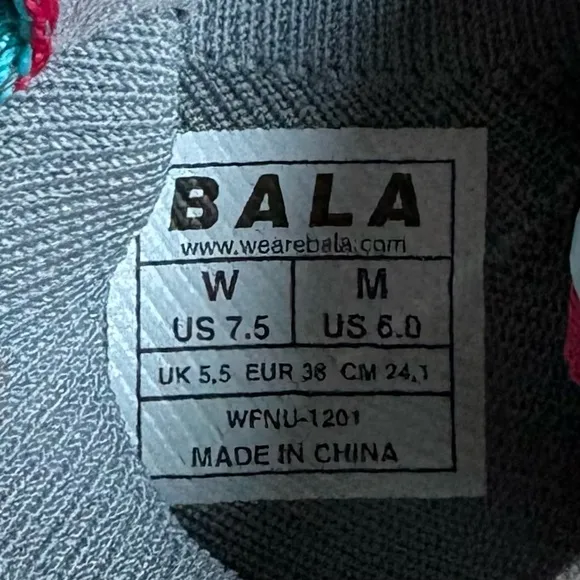 BALA
www.wearebala.com
W M
US 7.5 US 6.0
UK 5.5 EUR 38 CM 24.1
WFNU-1201
MADE IN CHINA